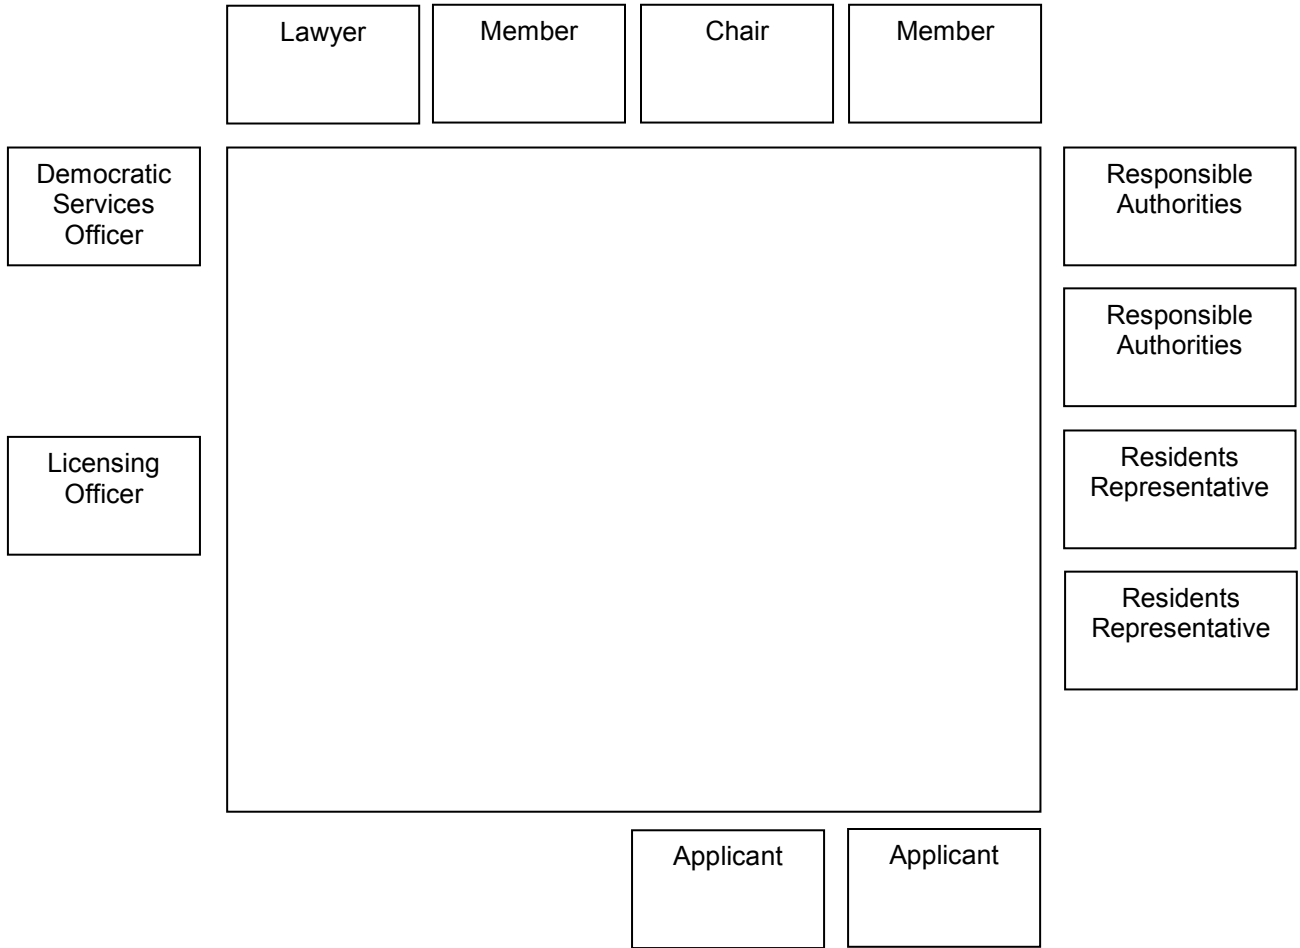 Lawyer
Member
Chair
Member
Democratic
Services
Officer
Responsible
Authorities
Responsible
Authorities
Licensing
Officer
Residents
Representative
Residents
Representative
Applicant
Applicant